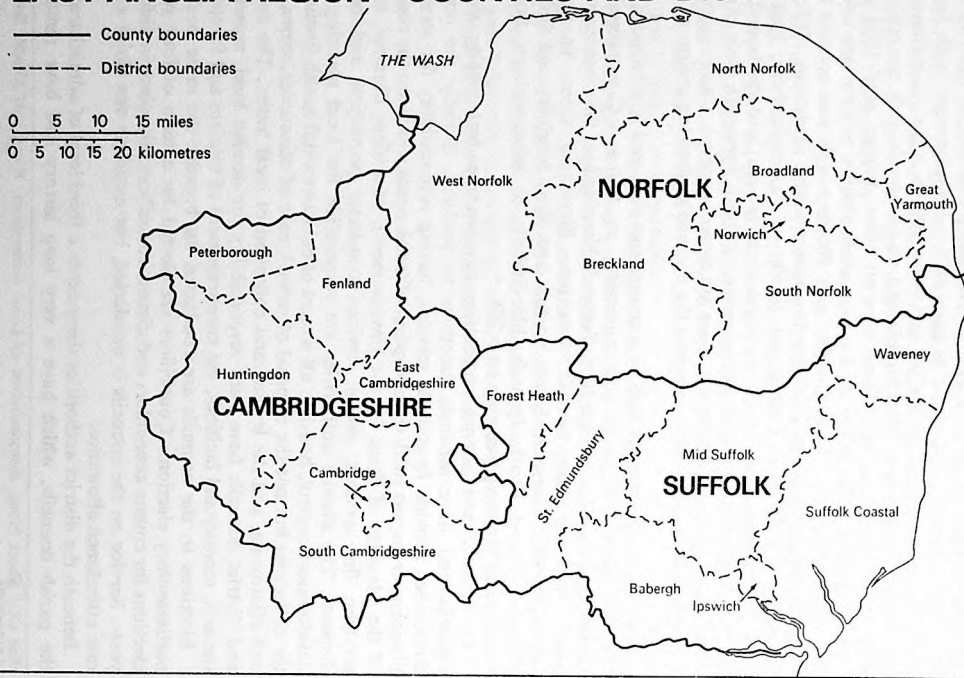 County boundaries
District boundaries
0 5 10 15 miles
0 5 10 15 20 kilometres
THE WASH
North Norfolk
West Norfolk
NORFOLK
Broadland
Great
Yarmouth
Norwich
Breckland
South Norfolk
Peterborough
Fenland
Waveney
Huntingdon
East
Cambridgeshire
Forest Heath
CAMBRIDGESHIRE
St. Edmundsbury
Mid Suffolk
SUFFOLK
Cambridge
Suffolk Coastal
South Cambridgeshire
Babergh
Ipswich